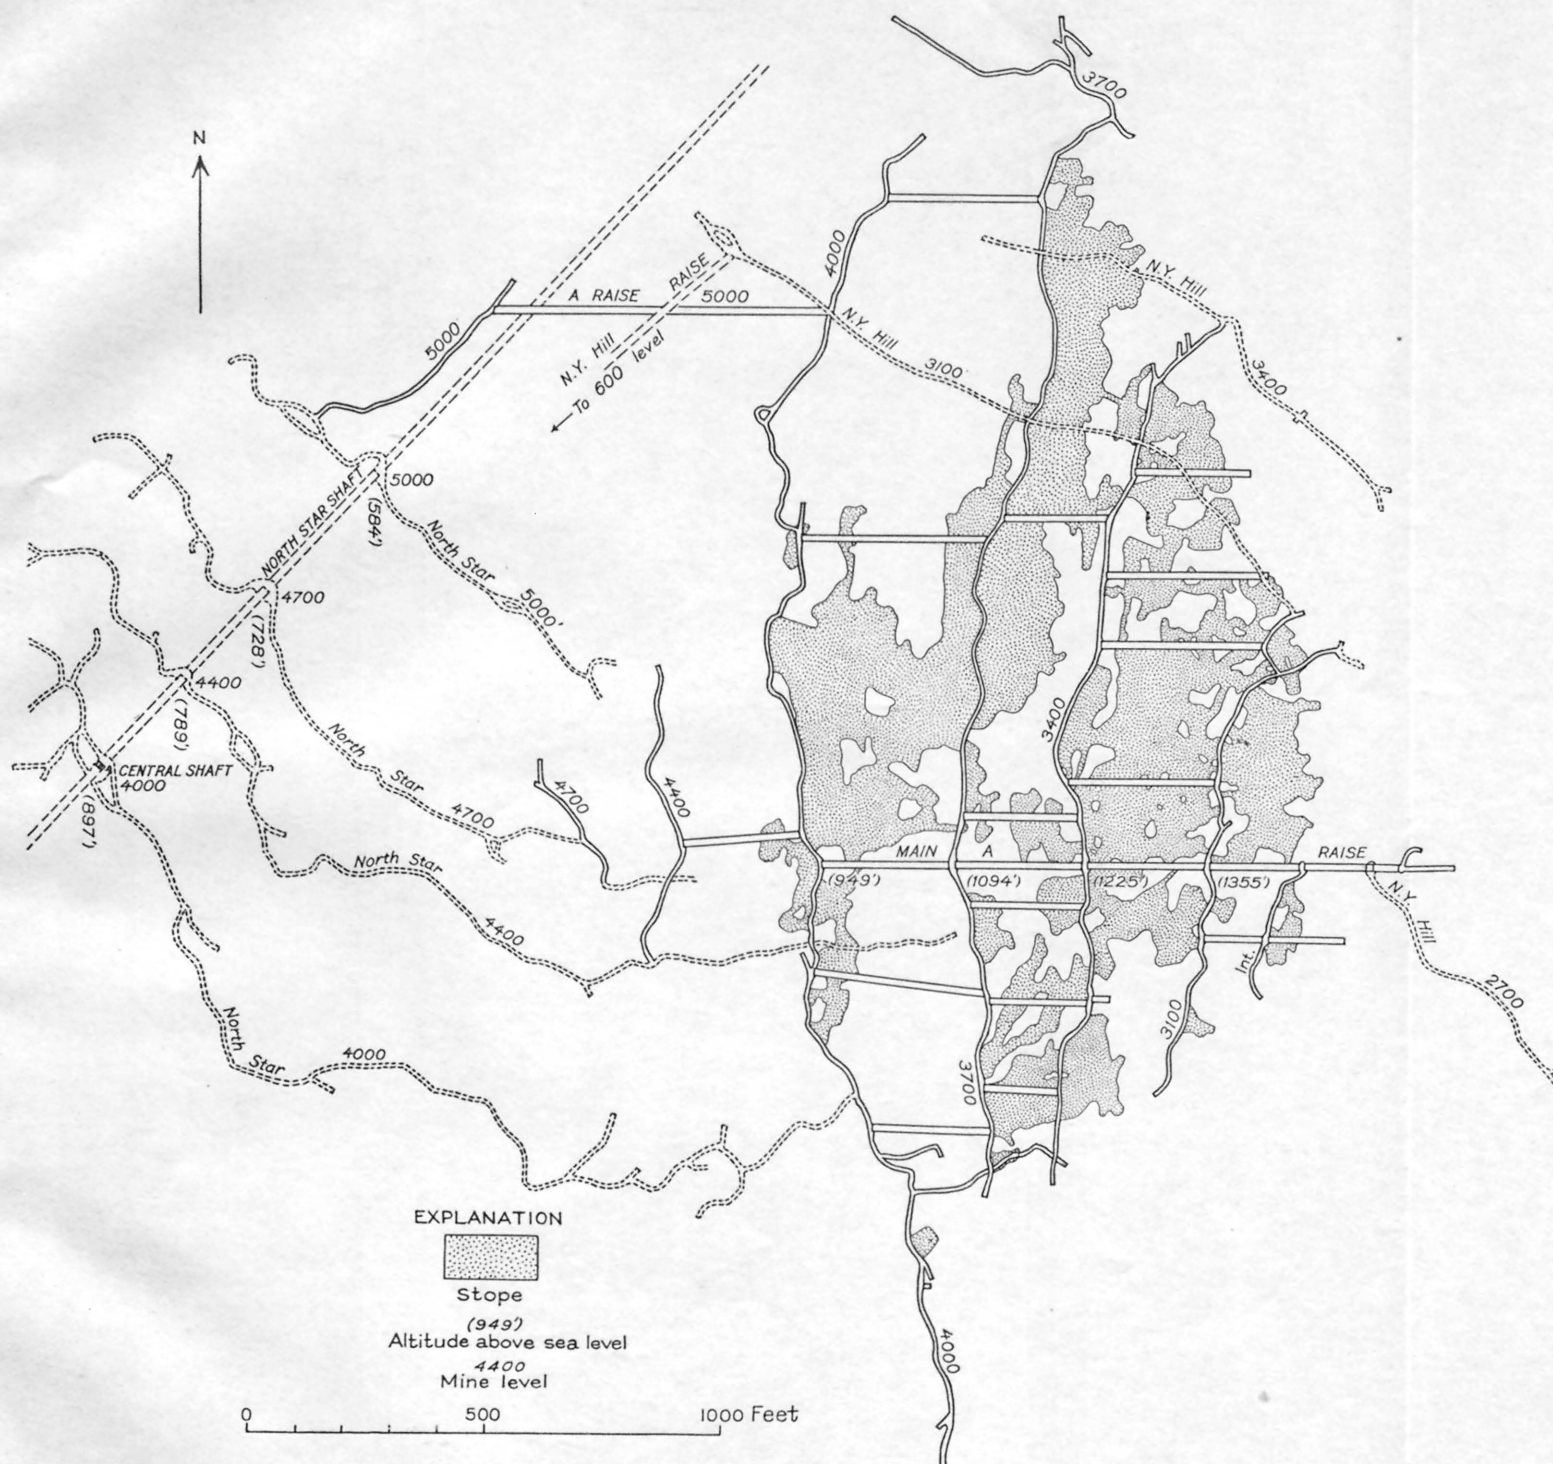 3700
N
4000
RAISE
N.Y. Hill
A RAISE
5000
N.Y. Hill
5000
N.Y. Hill
3100
To 600 level
3400
NORTH STAR SHAFT
5000
(584')
North Star
5000'
4700
(728')
4400
(789')
3400
North Star
4700
CENTRAL SHAFT
4000
(897')
4700
4400
MAIN A RAISE
(949')
(1094')
(1225')
(1355')
North Star
4400
N.Y. Hill
Int.
2700
3100
North Star
4000
3700
EXPLANATION
Stope
(949')
Altitude above sea level
4400
Mine level
4000
0 500 1000 Feet